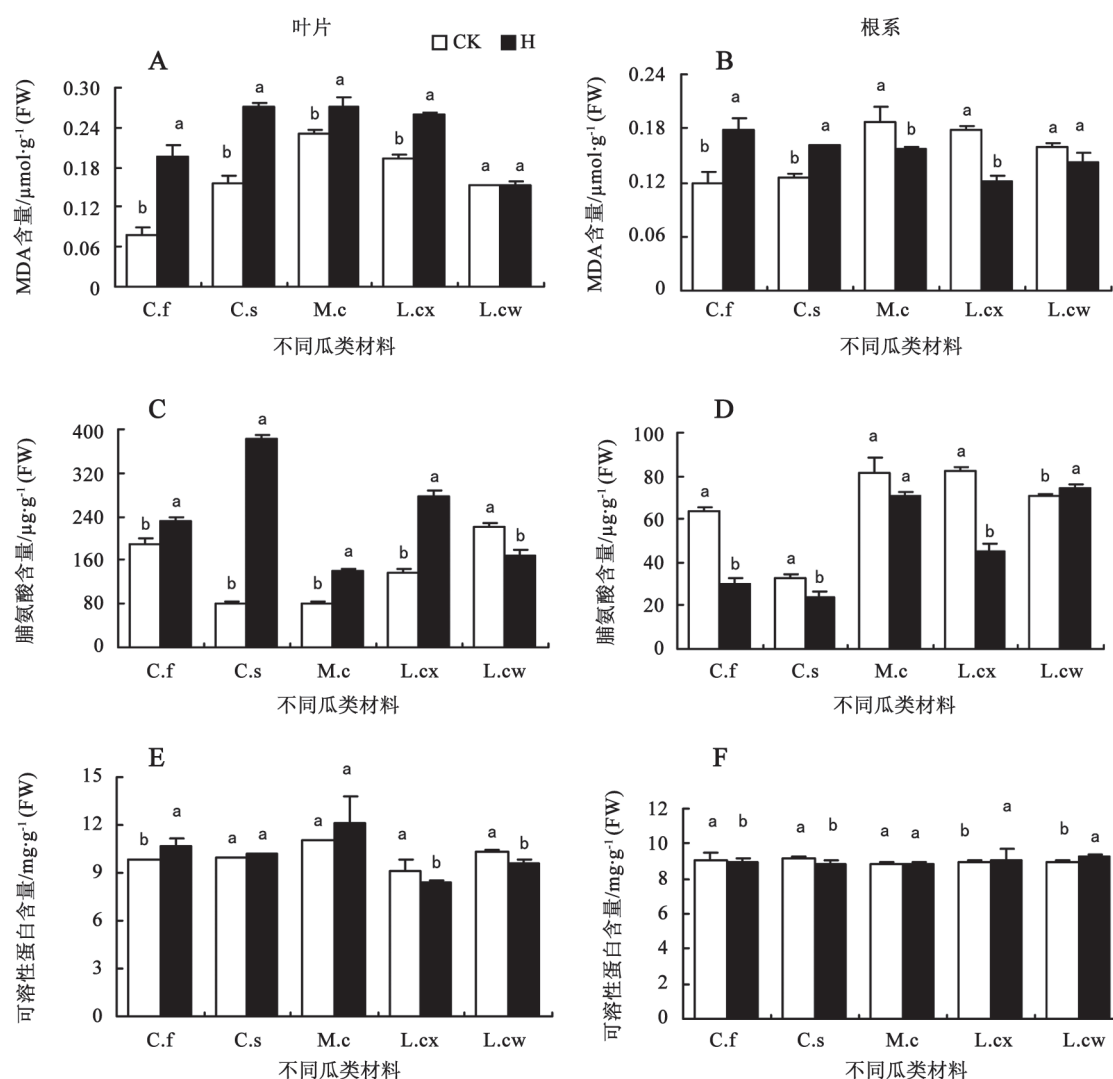 叶片
根系
CK H
A
MDA含量/μmol·g⁻¹ (FW)
0.30
0.24
0.18
0.12
0.06
0
b a b a b a b a a a
C.f C.s M.c L.cx L.cw
不同瓜类材料
B
MDA含量/μmol·g⁻¹ (FW)
0.24
0.18
0.12
0.06
0
b a b a a b a b a a
C.f C.s M.c L.cx L.cw
不同瓜类材料
C
脯氨酸含量/μg·g⁻¹ (FW)
400
320
240
160
80
0
b a b a b a b a a b
C.f C.s M.c L.cx L.cw
不同瓜类材料
D
脯氨酸含量/μg·g⁻¹ (FW)
100
80
60
40
20
0
a b a b a a a b b a
C.f C.s M.c L.cx L.cw
不同瓜类材料
E
可溶性蛋白含量/mg·g⁻¹ (FW)
15
12
9
6
3
0
b a a a a a a b a b
C.f C.s M.c L.cx L.cw
不同瓜类材料
F
可溶性蛋白含量/mg·g⁻¹ (FW)
12
10
8
6
4
2
0
a b a b a a b a b a
C.f C.s M.c L.cx L.cw
不同瓜类材料